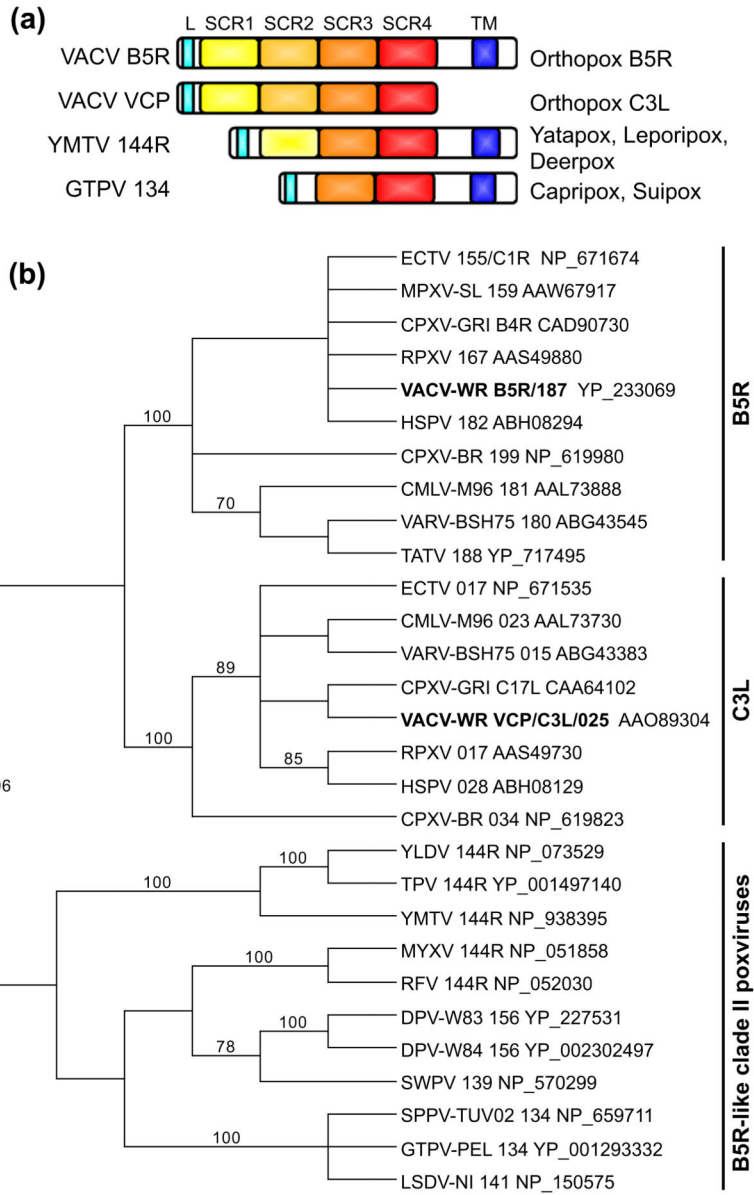 (a)
L SCR1 SCR2 SCR3 SCR4 TM
VACV B5R Orthopox B5R
VACV VCP Orthopox C3L
YMTV 144R Yatapox, Leporipox,
Deerpox
GTPV 134 Capripox, Suipox
(b)
ECTV 155/C1R NP_671674
MPXV-SL 159 AAW67917
CPXV-GRI B4R CAD90730
RPXV 167 AAS49880
VACV-WR B5R/187 YP_233069
100
HSPV 182 ABH08294
CPXV-BR 199 NP_619980
CMLV-M96 181 AAL73888
70
VARV-BSH75 180 ABG43545
TATV 188 YP_717495
B5R
ECTV 017 NP_671535
CMLV-M96 023 AAL73730
VARV-BSH75 015 ABG43383
89
CPXV-GRI C17L CAA64102
VACV-WR VCP/C3L/025 AAO89304
100
RPXV 017 AAS49730
85
HSPV 028 ABH08129
CPXV-BR 034 NP_619823
C3L
YLDV 144R NP_073529
100
TPV 144R YP_001497140
100
YMTV 144R NP_938395
MYXV 144R NP_051858
100
RFV 144R NP_052030
DPV-W83 156 YP_227531
100
DPV-W84 156 YP_002302497
78
SWPV 139 NP_570299
SPPV-TUV02 134 NP_659711
100
GTPV-PEL 134 YP_001293332
LSDV-NI 141 NP_150575
B5R-like clade II poxviruses